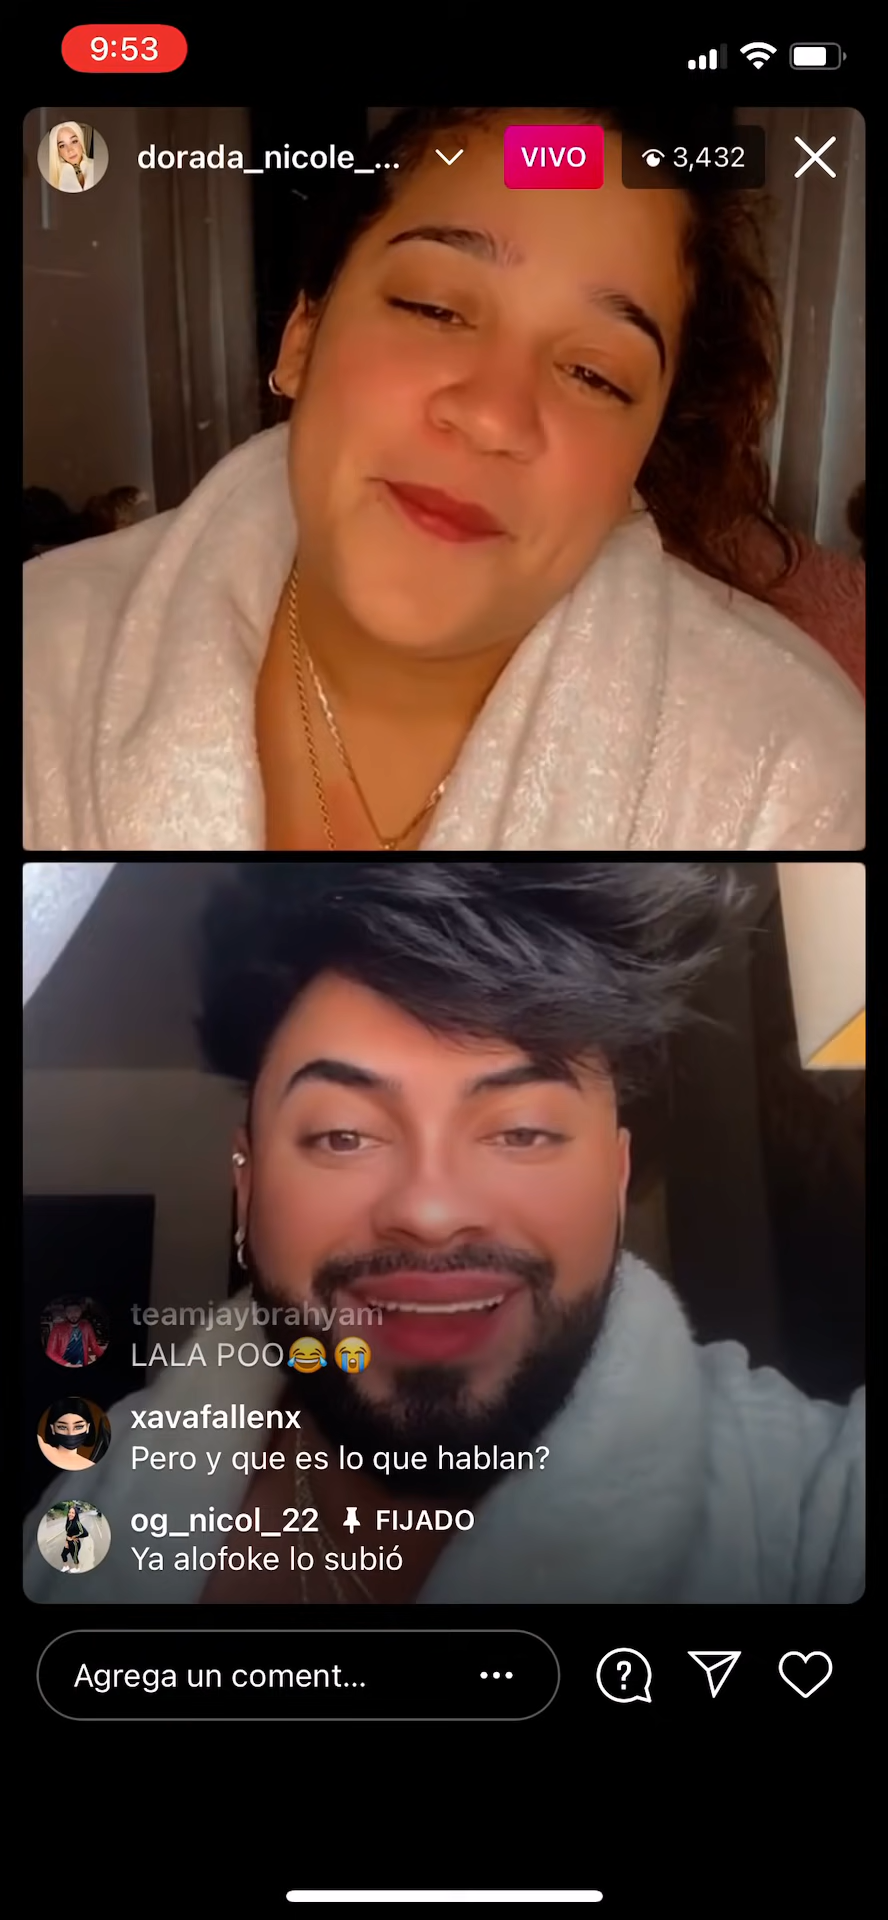 9:53
dorada_nicole_...
VIVO
3,432
teamjaybrahyam
LALA POO😂😭
xavafallenx
Pero y que es lo que hablan?
og_nicol_22 FIJADO
Ya alofoke lo subió
Agrega un coment...